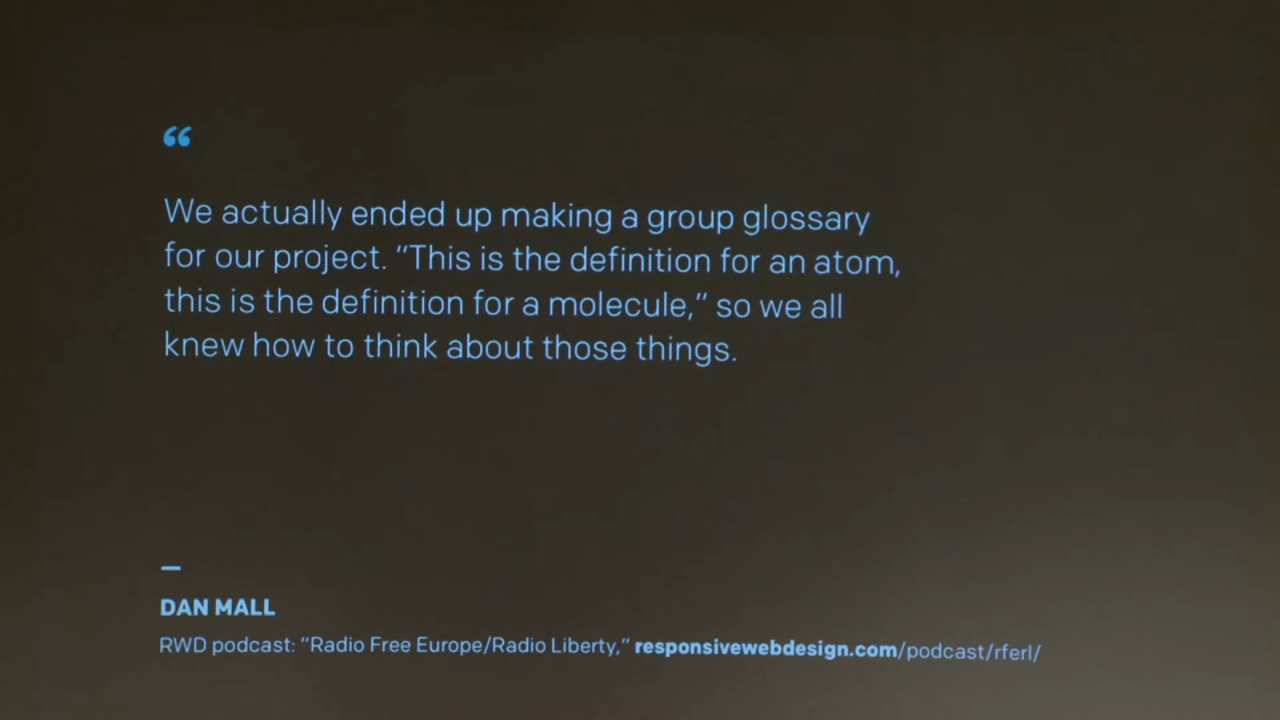 “
We actually ended up making a group glossary
for our project. “This is the definition for an atom,
this is the definition for a molecule,” so we all
knew how to think about those things.
—
DAN MALL
RWD podcast: “Radio Free Europe/Radio Liberty,” responsivewebdesign.com/podcast/rferl/